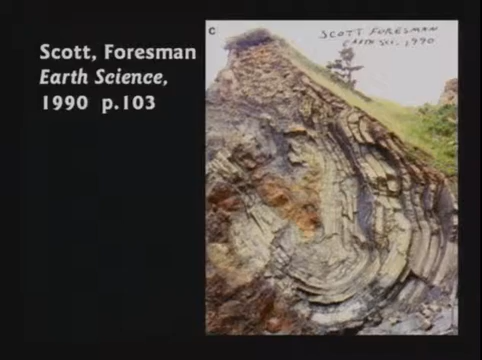 Scott, Foresman
Earth Science,
1990 p.103
C
SCOTT FORESMAN
EARTH SCI. 1990